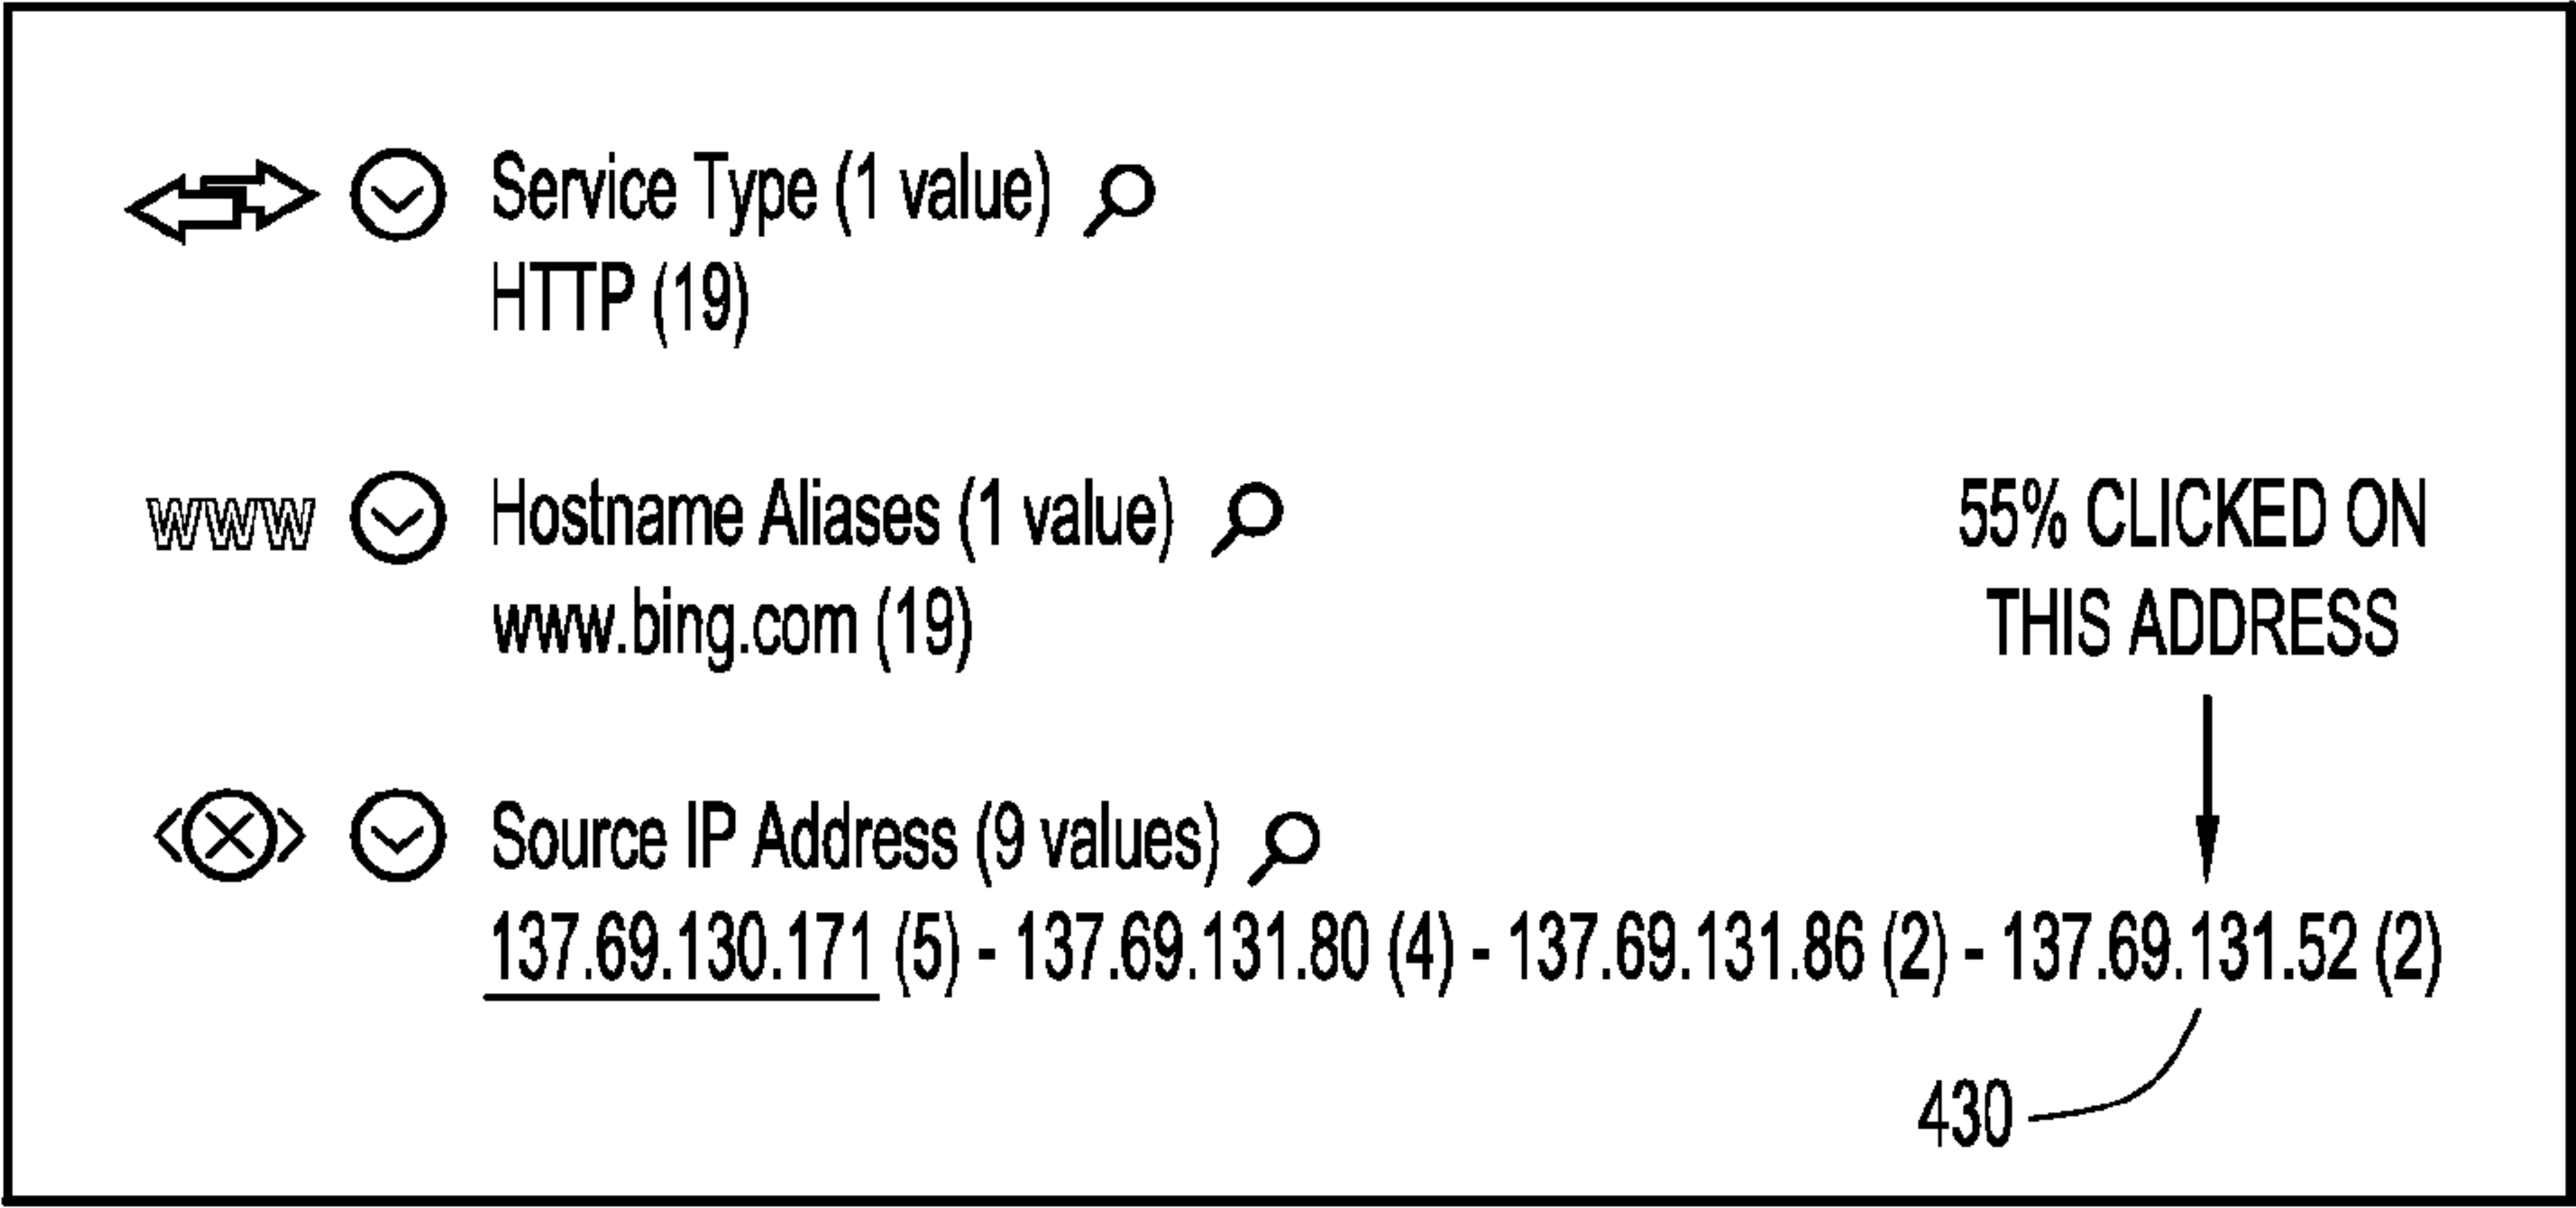 Service Type (1 value)
HTTP (19)
www
Hostname Aliases (1 value)
www.bing.com (19)
55% CLICKED ON
THIS ADDRESS
Source IP Address (9 values)
137.69.130.171 (5) - 137.69.131.80 (4) - 137.69.131.86 (2) - 137.69.131.52 (2)
430